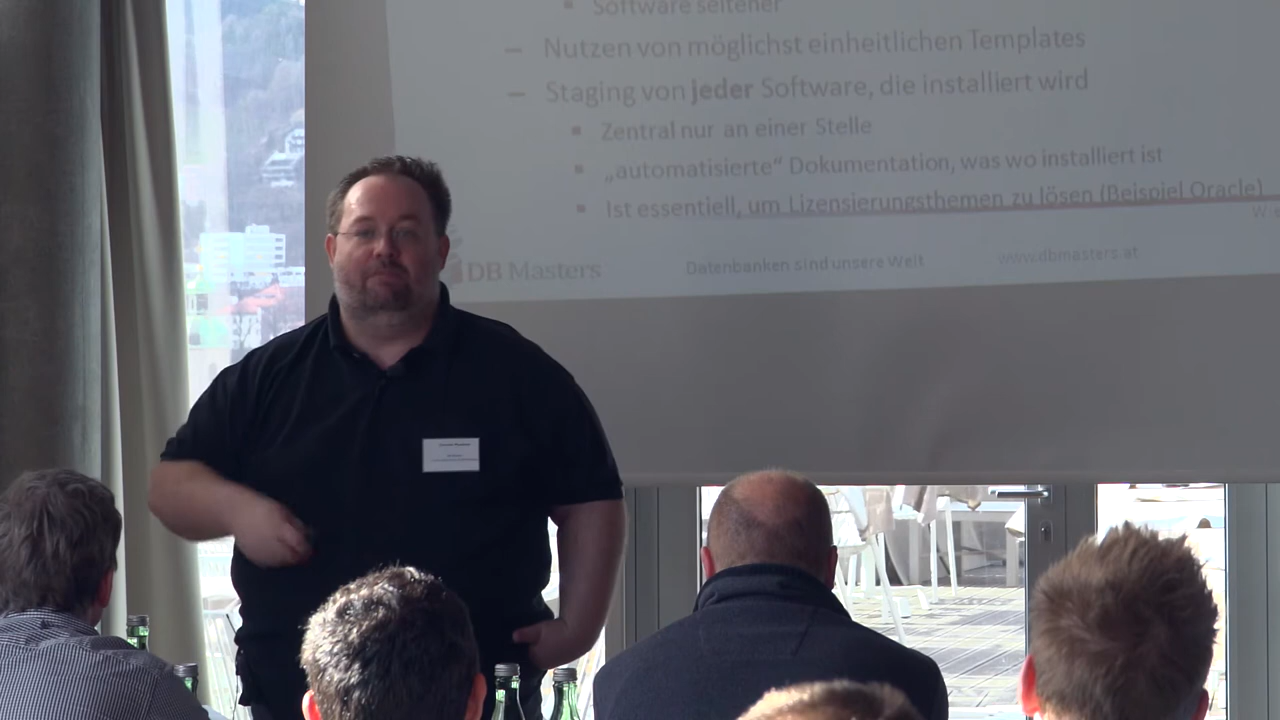 Software seltener
– Nutzen von möglichst einheitlichen Templates
– Staging von jeder Software, die installiert wird
▪ Zentral nur an einer Stelle
▪ „automatisierte“ Dokumentation, was wo installiert ist
▪ Ist essentiell, um Lizensierungsthemen zu lösen (Beispiel Oracle)
DB Masters Datenbanken sind unsere Welt www.dbmasters.at